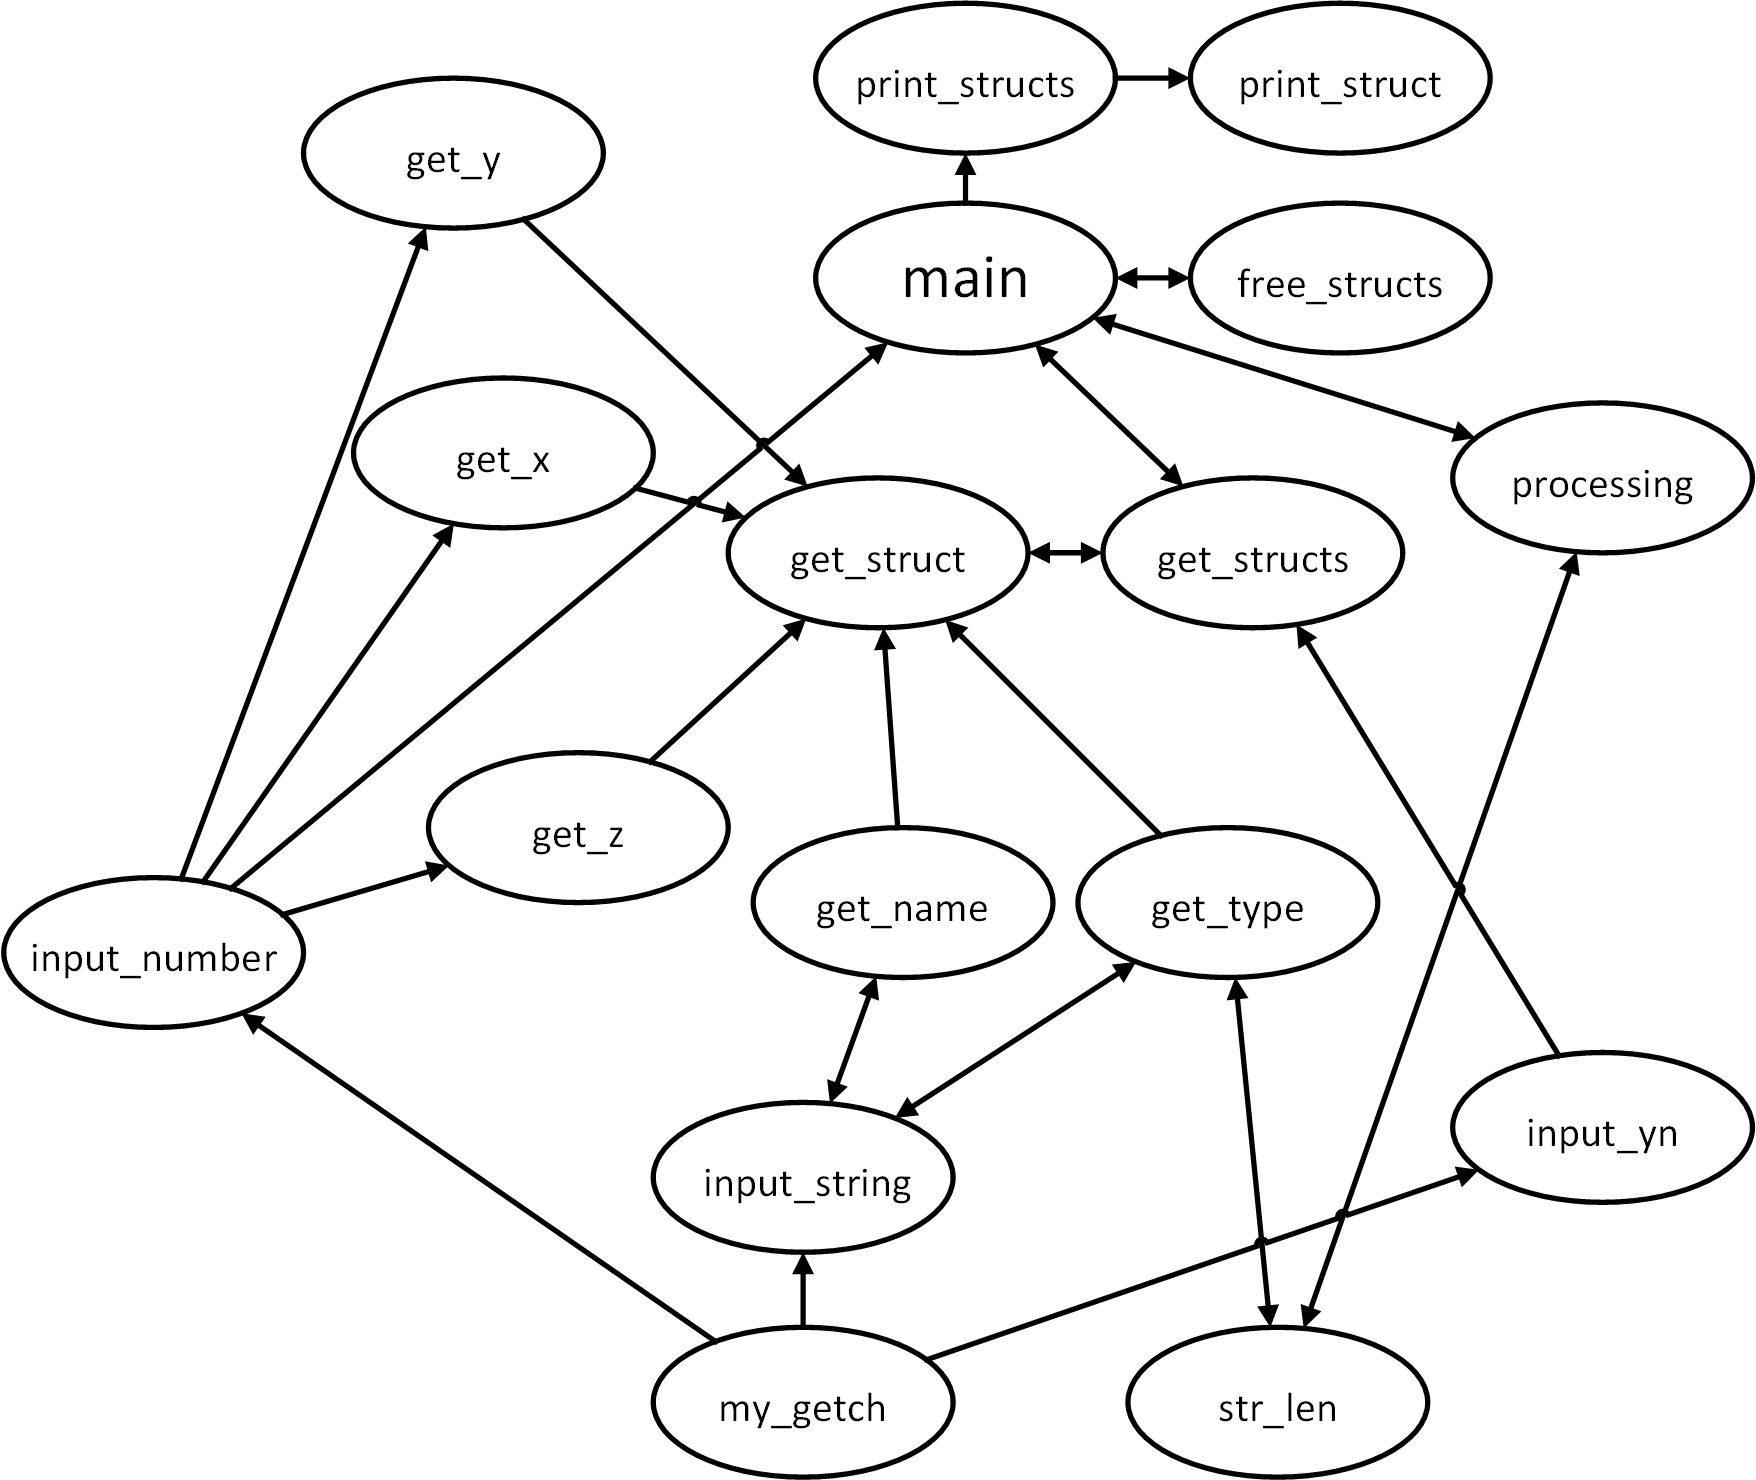 print_structs
print_struct
get_y
main
free_structs
get_x
processing
get_struct
get_structs
get_z
get_name
get_type
input_number
input_yn
input_string
my_getch
str_len